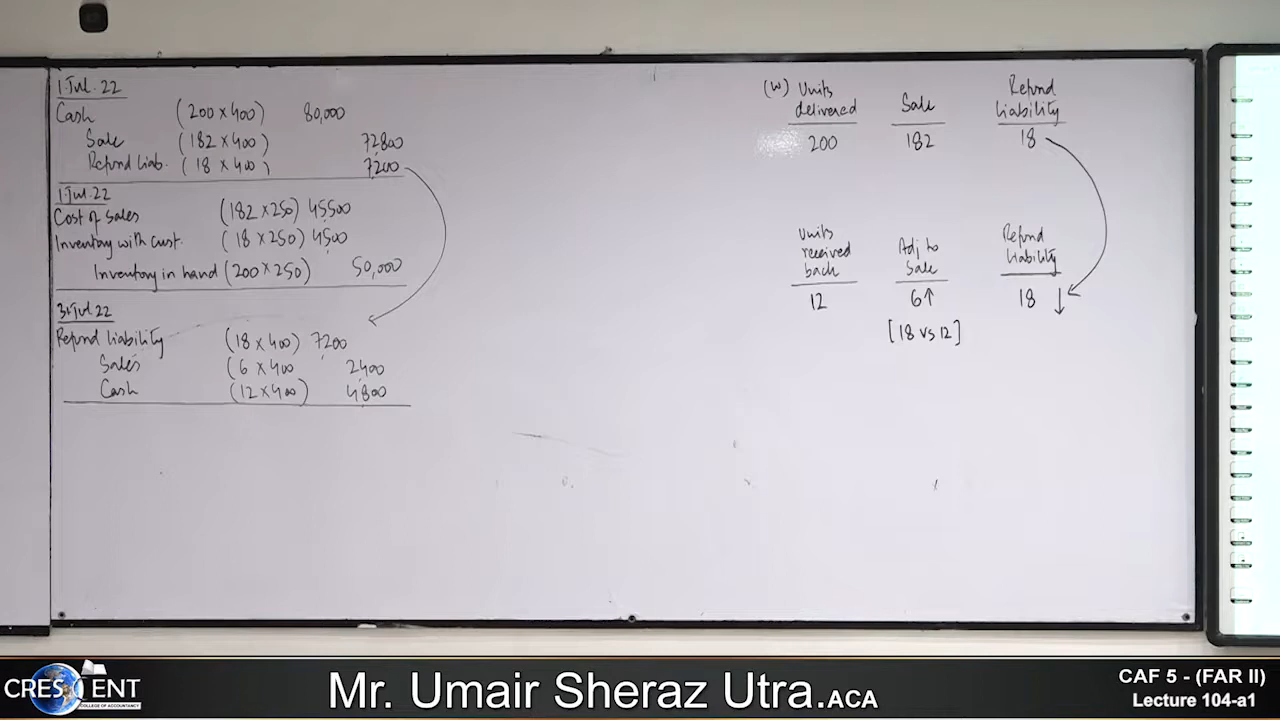 1.Jul.22
Cash (200 x 400) 80,000
Sale (182 x 400) 72800
Refund Liab. (18 x 400) 7200
1.Jul.22
Cost of Sales (182 x 250) 45500
Inventory with cust. (18 x 250) 4500
Inventory in hand (200 x 250) 50,000
31.Jul.22
Refund liability (18 x 400) 7200
Sales (6 x 400 2400
Cash (12 x 400) 4800
(W) Units delivered Sale Refund Liability
200 182 18
Units received back Adj to Sale Refund Liability
12 6↑ 18 ↓
[18 vs 12]
CRESCENT
COLLEGE OF ACCOUNTANCY
Mr. Umair Sheraz Utra.ACA
CAF 5 - (FAR II)
Lecture 104-a1